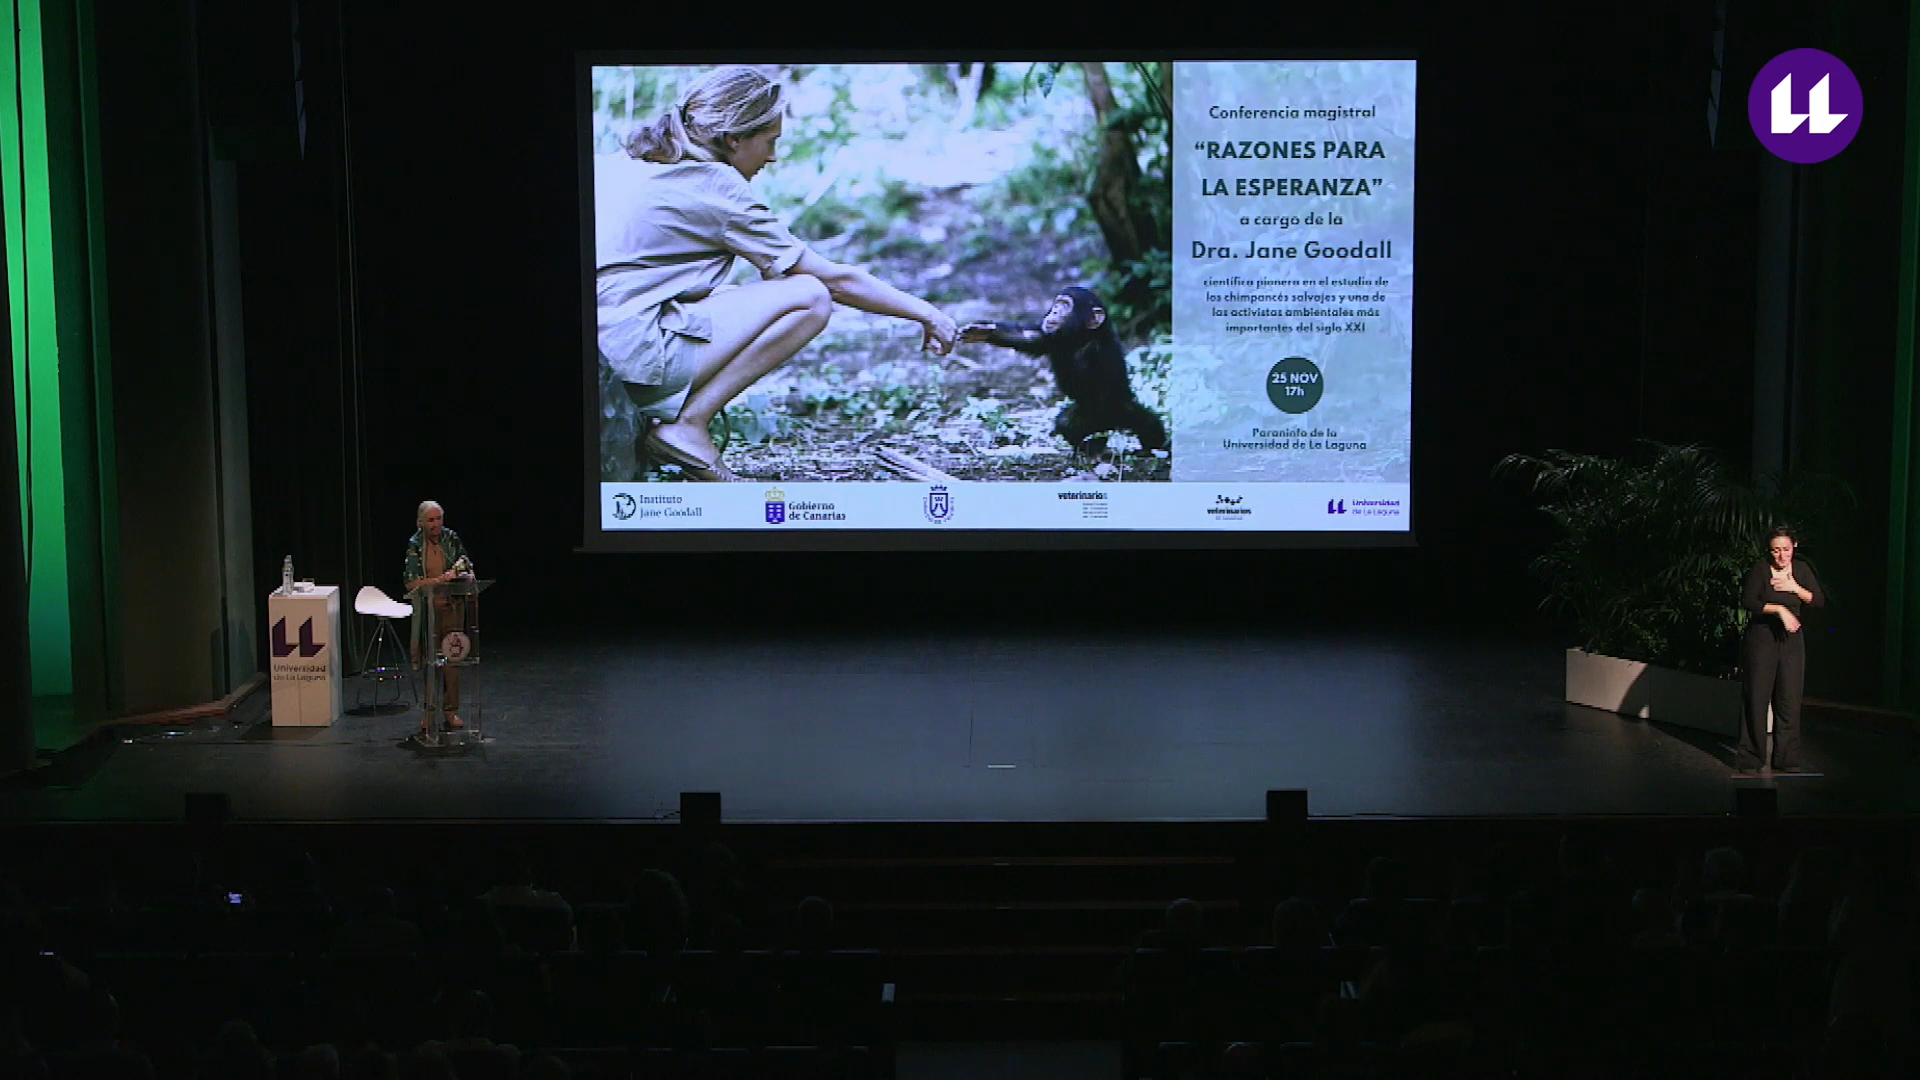 Conferencia magistral
“RAZONES PARA
LA ESPERANZA”
a cargo de la
Dra. Jane Goodall
científica pionera en el estudio de
los chimpancés salvajes y una de
las activistas ambientales más
importantes del siglo XXI
25 NOV
17h
Paraninfo de la
Universidad de La Laguna
Instituto
Jane Goodall
Gobierno
de Canarias
veterinarios
veterinarios
Universidad
de La Laguna
Universidad
de La Laguna